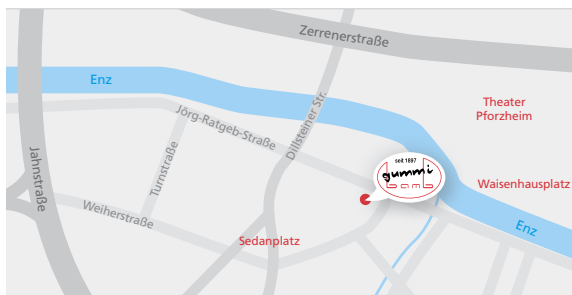 Zerrenerstraße
Enz
Theater
Pforzheim
Jörg-Ratgeb-Straße
Dillsteiner Str.
Jahnstraße
Turnstraße
seit 1897
gummi
Waisenhausplatz
Weiherstraße
Enz
Sedanplatz